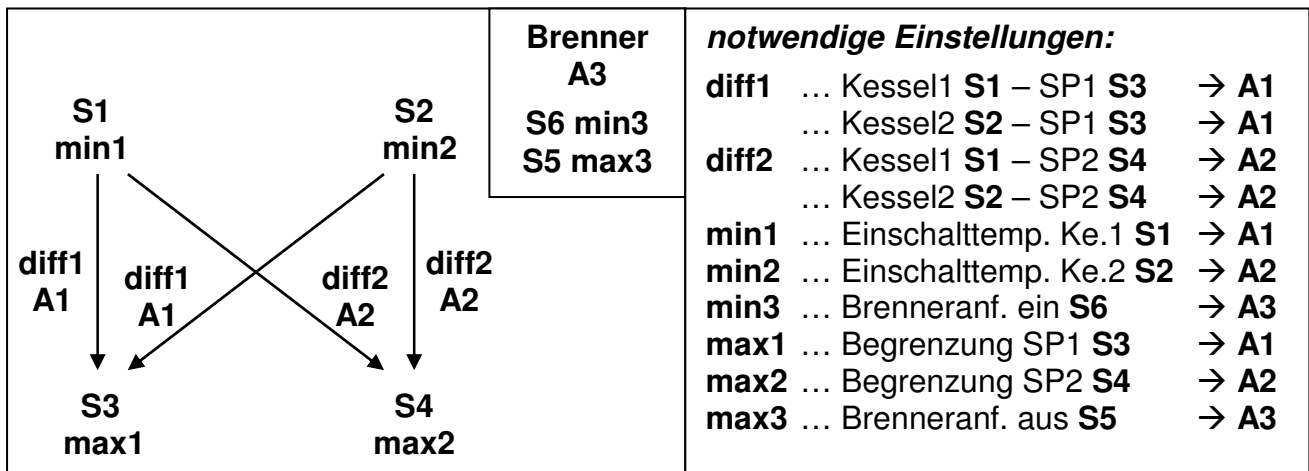 Brenner
A3
S6 min3
S5 max3
S1
min1
S2
min2
diff1
A1
diff1
A1
diff2
A2
diff2
A2
S3
max1
S4
max2
notwendige Einstellungen:
diff1 … Kessel1 S1 – SP1 S3 → A1
… Kessel2 S2 – SP1 S3 → A1
diff2 … Kessel1 S1 – SP2 S4 → A2
… Kessel2 S2 – SP2 S4 → A2
min1 … Einschalttemp. Ke.1 S1 → A1
min2 … Einschalttemp. Ke.2 S2 → A2
min3 … Brenneranf. ein S6 → A3
max1 … Begrenzung SP1 S3 → A1
max2 … Begrenzung SP2 S4 → A2
max3 … Brenneranf. aus S5 → A3